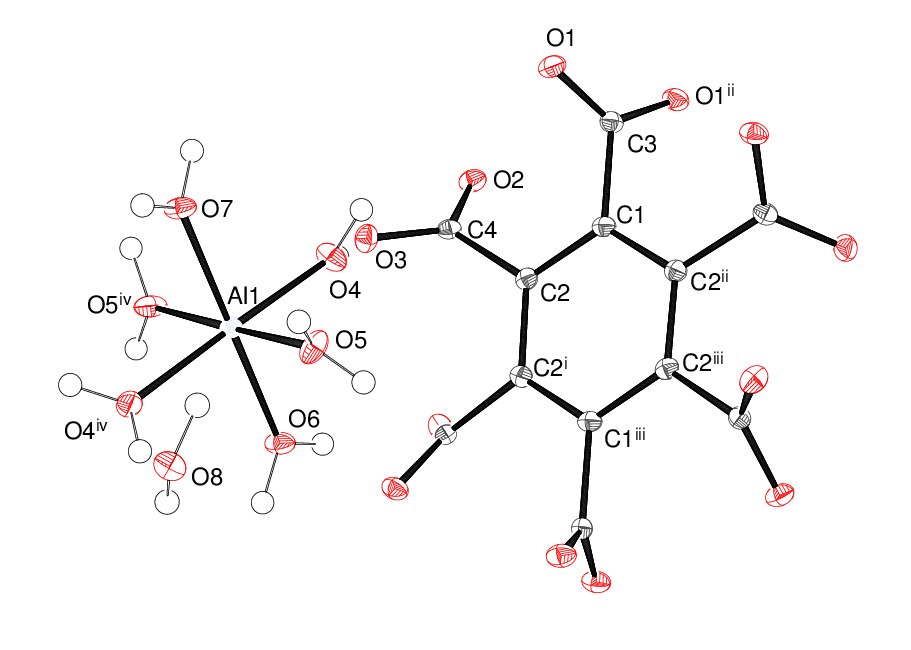 O1
O1ii
C3
O2
O7
C1
C4
O3
C2ii
O4
Al1
C2
O5iv
O5
C2i
C2iii
O6
O4iv
C1iii
O8